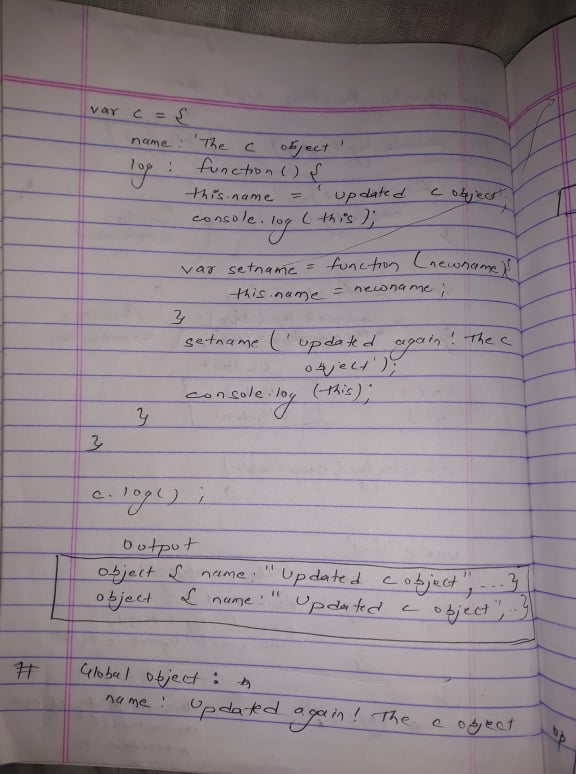 var c = {
name : 'The c object'
log : function() {
this.name = 'updated c object';
console.log (this);
var setname = function (newname){
this.name = newname;
}
setname ('updated again! The c
object');
console.log (this);
}
}
c.log() ;
output
object { name: "Updated c object", ...}
object { name: "Updated c object", ..}
# Global object :
name : Updated again! The c object
op